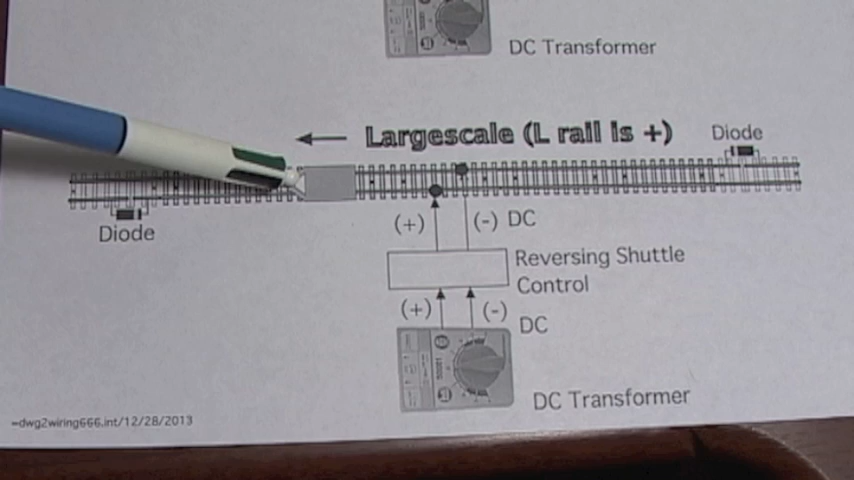 DC Transformer
Largescale (L rail is +)
Diode
Diode
(+)
(-) DC
Reversing Shuttle
Control
(+)
(-)
DC
DC Transformer
-dwg2wiring666.int/12/28/2013